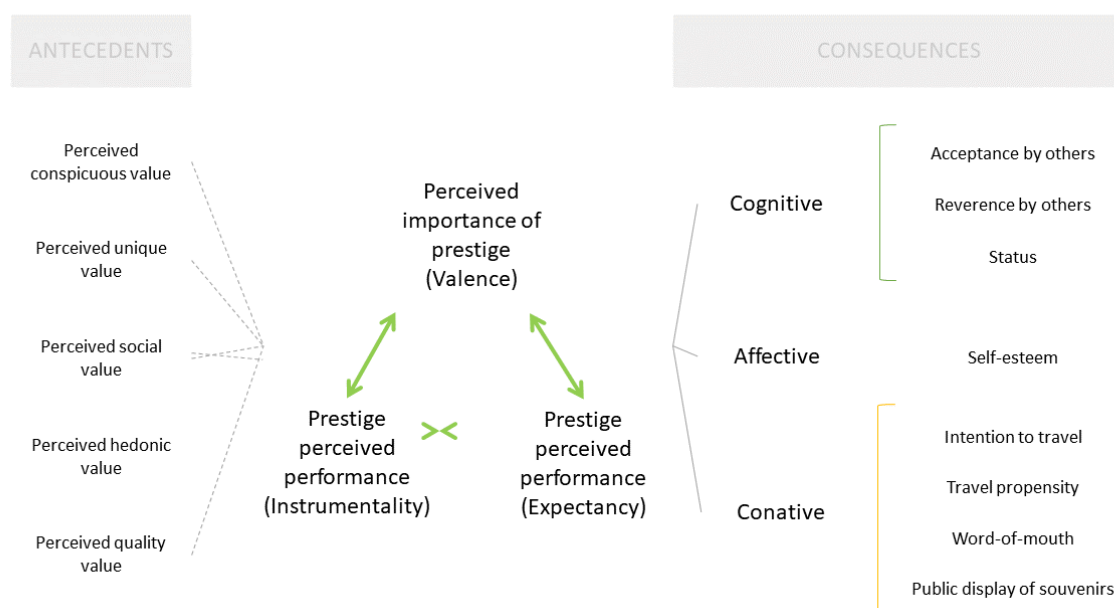 ANTECEDENTS
CONSEQUENCES
Perceived
conspicuous value
Perceived unique
value
Perceived social
value
Perceived hedonic
value
Perceived quality
value
Perceived
importance of
prestige
(Valence)
Prestige
perceived
performance
(Instrumentality)
Prestige
perceived
performance
(Expectancy)
Cognitive
Acceptance by others
Reverence by others
Status
Affective
Self-esteem
Conative
Intention to travel
Travel propensity
Word-of-mouth
Public display of souvenirs